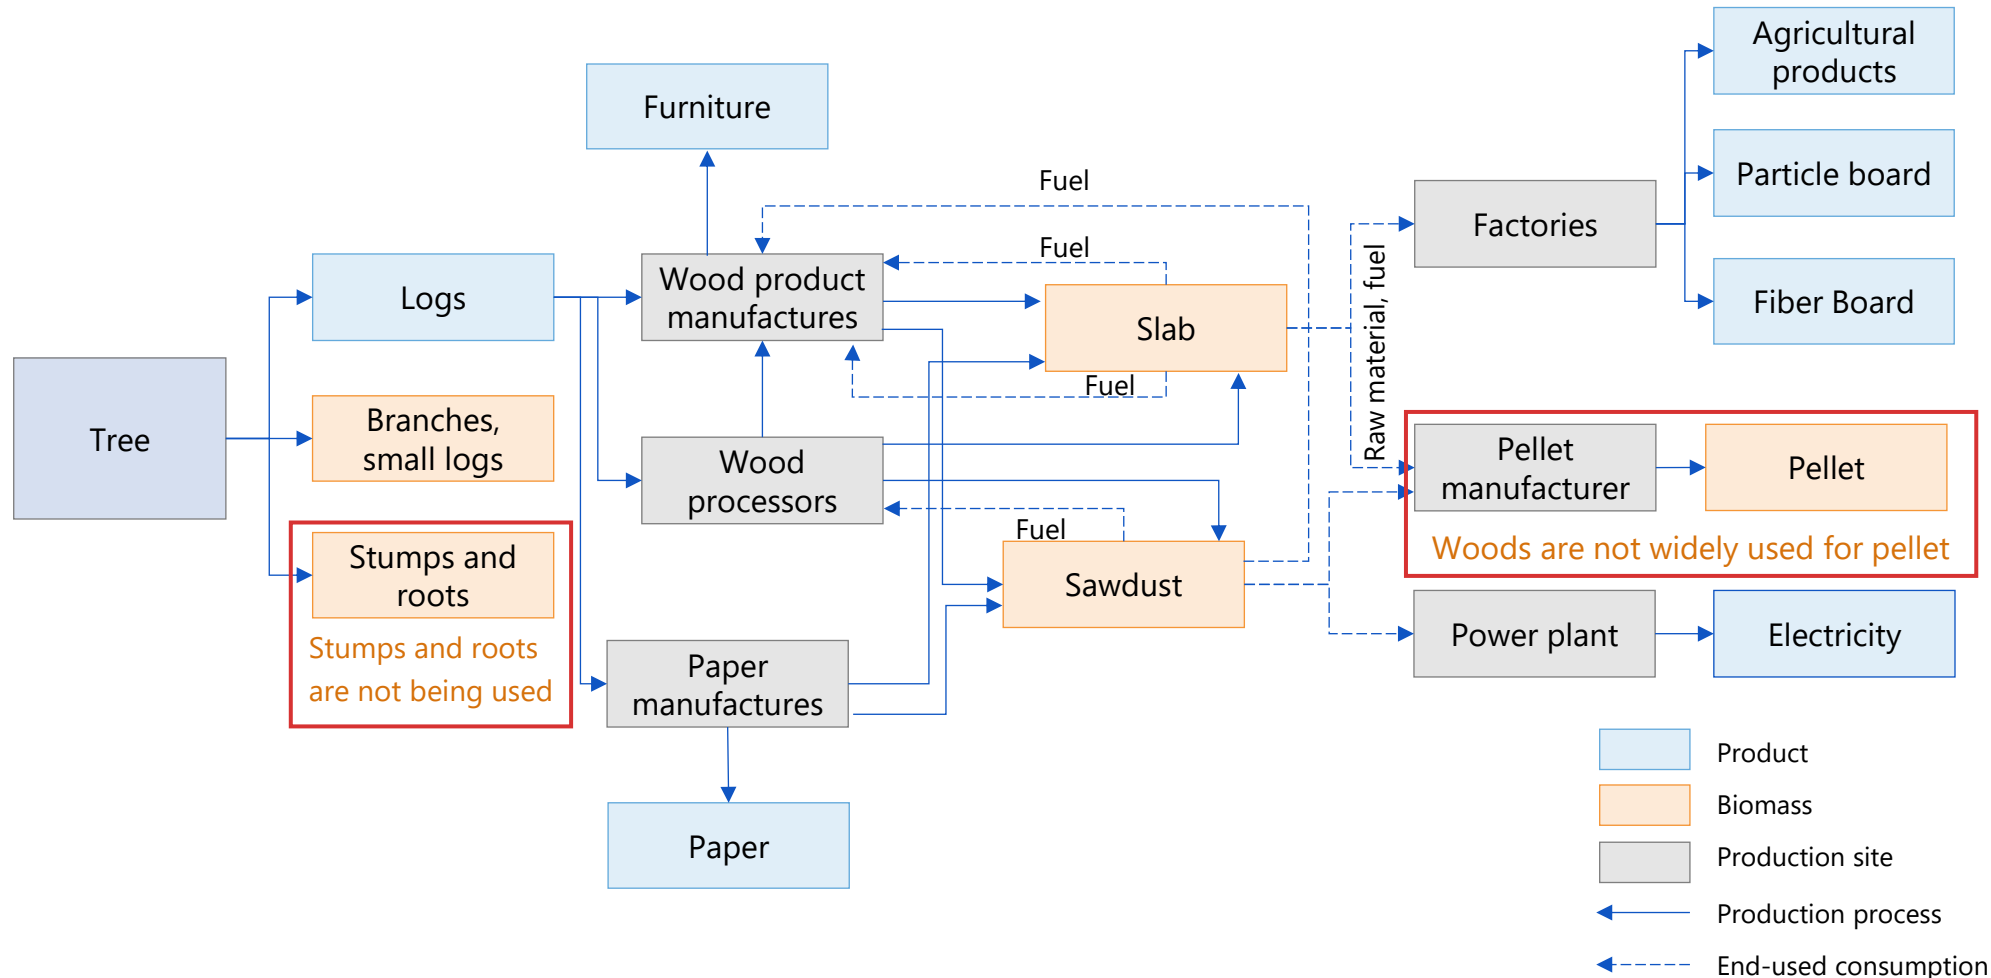 Agricultural
products
Furniture
Particle board
Fuel
Factories
Fuel
Raw material, fuel
Fiber Board
Logs
Wood product
manufactures
Slab
Fuel
Tree
Branches,
small logs
Wood
processors
Pellet
manufacturer
Pellet
Woods are not widely used for pellet
Fuel
Stumps and
roots
Stumps and roots
are not being used
Sawdust
Power plant
Electricity
Paper
manufactures
Paper
Product
Biomass
Production site
Production process
End-used consumption